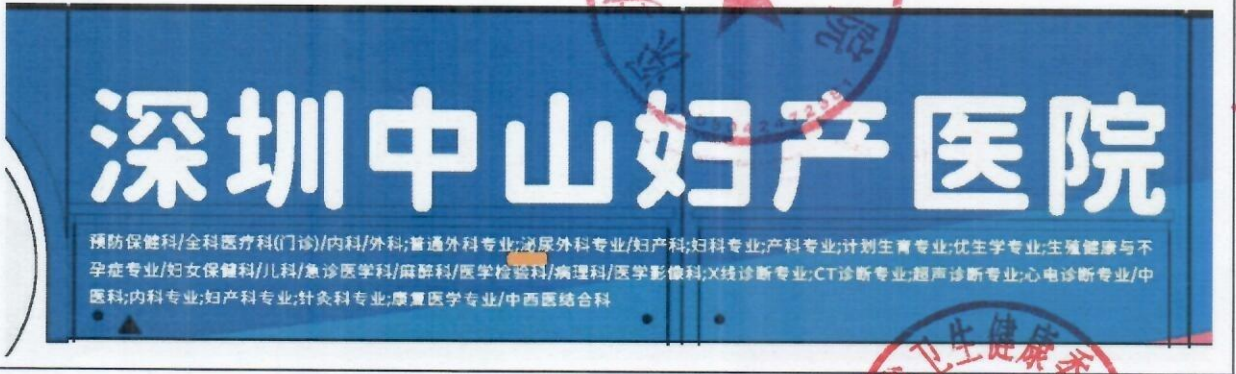 深圳中山妇产医院
预防保健科/全科医疗科(门诊)/内科/外科;普通外科专业;泌尿外科专业/妇产科;妇科专业;产科专业;计划生育专业;优生学专业;生殖健康与不
孕症专业/妇女保健科/儿科/急诊医学科/麻醉科/医学检验科/病理科/医学影像科;X线诊断专业;CT诊断专业;超声诊断专业;心电诊断专业/中
医科;内科专业;妇产科专业;针灸科专业;康复医学专业/中西医结合科
卫生健康委